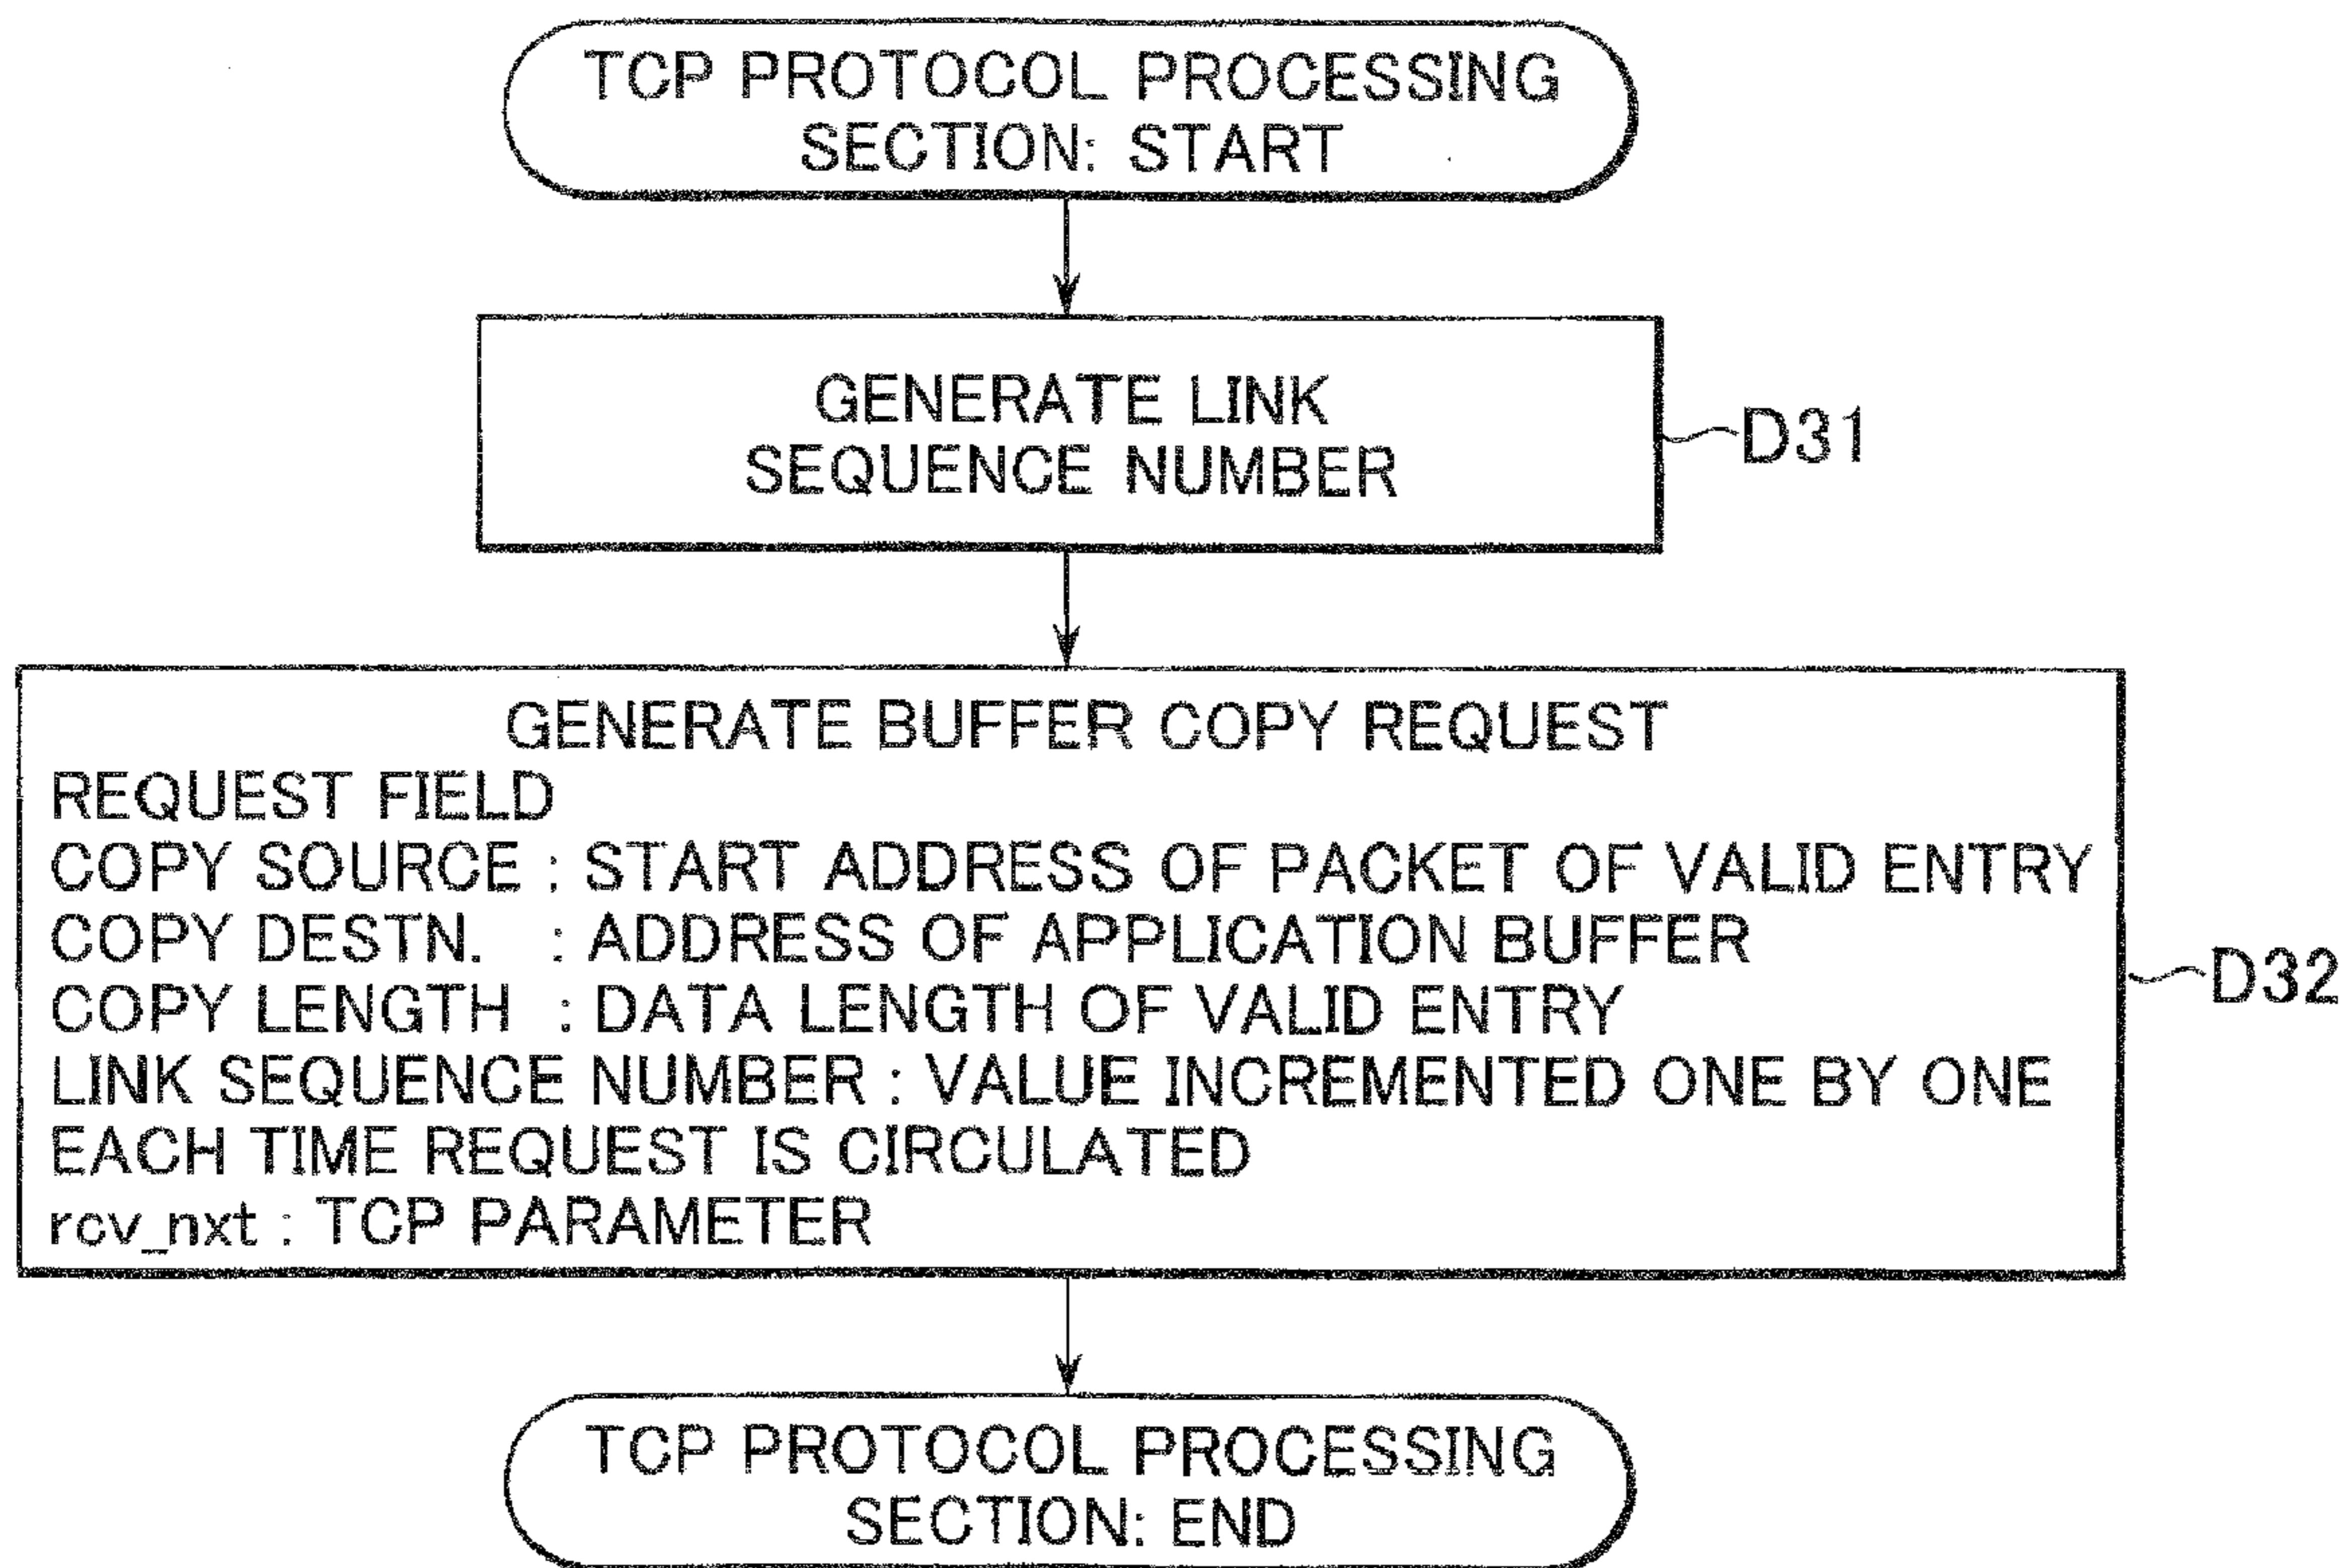 TCP PROTOCOL PROCESSING
SECTION: START
GENERATE LINK
SEQUENCE NUMBER
D31
GENERATE BUFFER COPY REQUEST
REQUEST FIELD
COPY SOURCE : START ADDRESS OF PACKET OF VALID ENTRY
COPY DESTN. : ADDRESS OF APPLICATION BUFFER
COPY LENGTH : DATA LENGTH OF VALID ENTRY
LINK SEQUENCE NUMBER : VALUE INCREMENTED ONE BY ONE
EACH TIME REQUEST IS CIRCULATED
rcv_nxt : TCP PARAMETER
D32
TCP PROTOCOL PROCESSING
SECTION: END